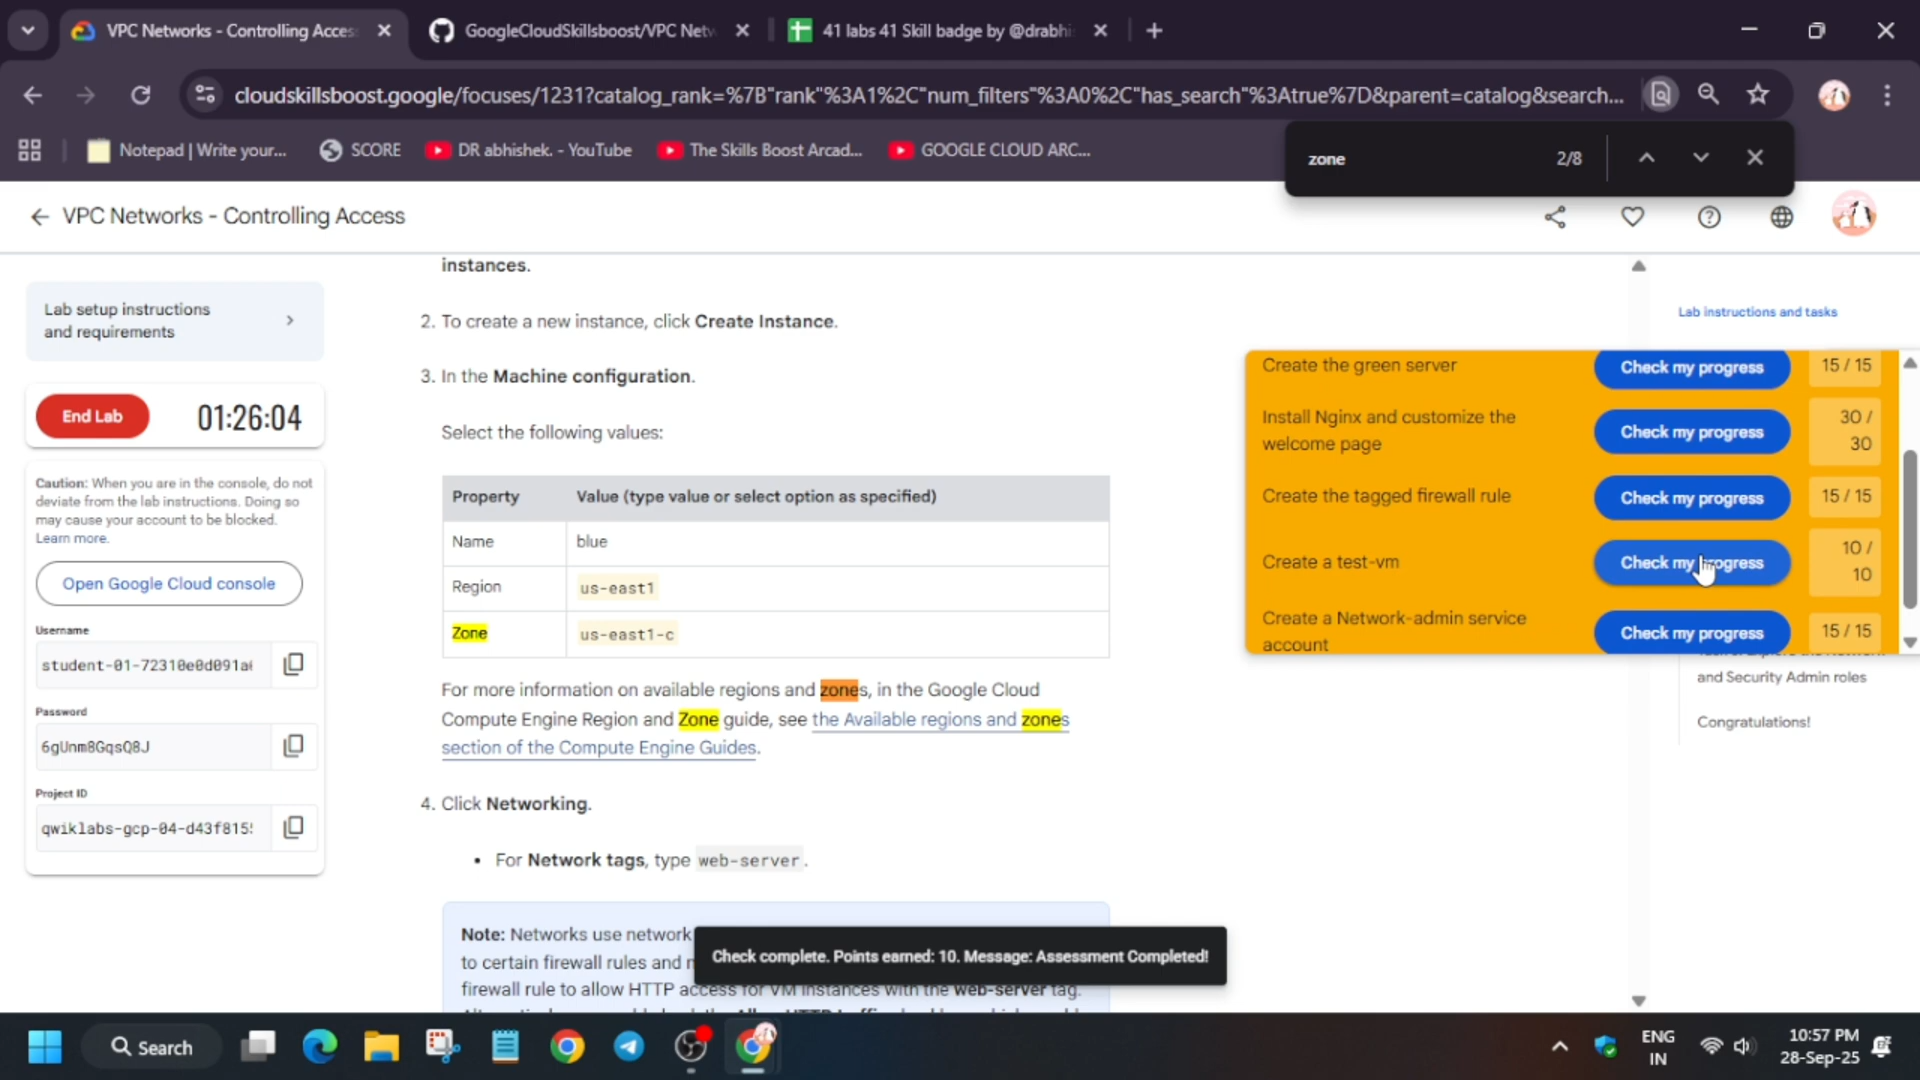 VPC Networks - Controlling Acces
GoogleCloudSkillsboost/VPC Netw
41 labs 41 Skill badge by @drabhi
cloudskillsboost.google/focuses/1231?catalog_rank=%7B"rank"%3A1%2C"num_filters"%3A0%2C"has_search"%3Atrue%7D&parent=catalog&search...
Notepad | Write your...
SCORE
DR abhishek. - YouTube
The Skills Boost Arcad...
GOOGLE CLOUD ARC...
zone
2/8
VPC Networks - Controlling Access
Lab setup instructions
and requirements
End Lab
01:26:04
Caution: When you are in the console, do not
deviate from the lab instructions. Doing so
may cause your account to be blocked.
Learn more.
Open Google Cloud console
Username
student-01-72310e0d091a
Password
6gUnm8GqsQ8J
Project ID
qwiklabs-gcp-04-d43f815
instances.
2. To create a new instance, click Create Instance.
3. In the Machine configuration.
Select the following values:
Property Value (type value or select option as specified)
Name blue
Region us-east1
Zone us-east1-c
For more information on available regions and zones, in the Google Cloud
Compute Engine Region and Zone guide, see the Available regions and zones
section of the Compute Engine Guides.
4. Click Networking.
• For Network tags, type web-server.
Note: Networks use network
to certain firewall rules and
firewall rule to allow HTTP access for VM instances with the web-server tag.
Check complete. Points earned: 10. Message: Assessment Completed!
Lab instructions and tasks
Create the green server
Check my progress
15 / 15
Install Nginx and customize the
welcome page
Check my progress
30 /
30
Create the tagged firewall rule
Check my progress
15 / 15
Create a test-vm
Check my progress
10 /
10
Create a Network-admin service
account
Check my progress
15 / 15
and Security Admin roles
Congratulations!
Search
ENG
IN
10:57 PM
28-Sep-25